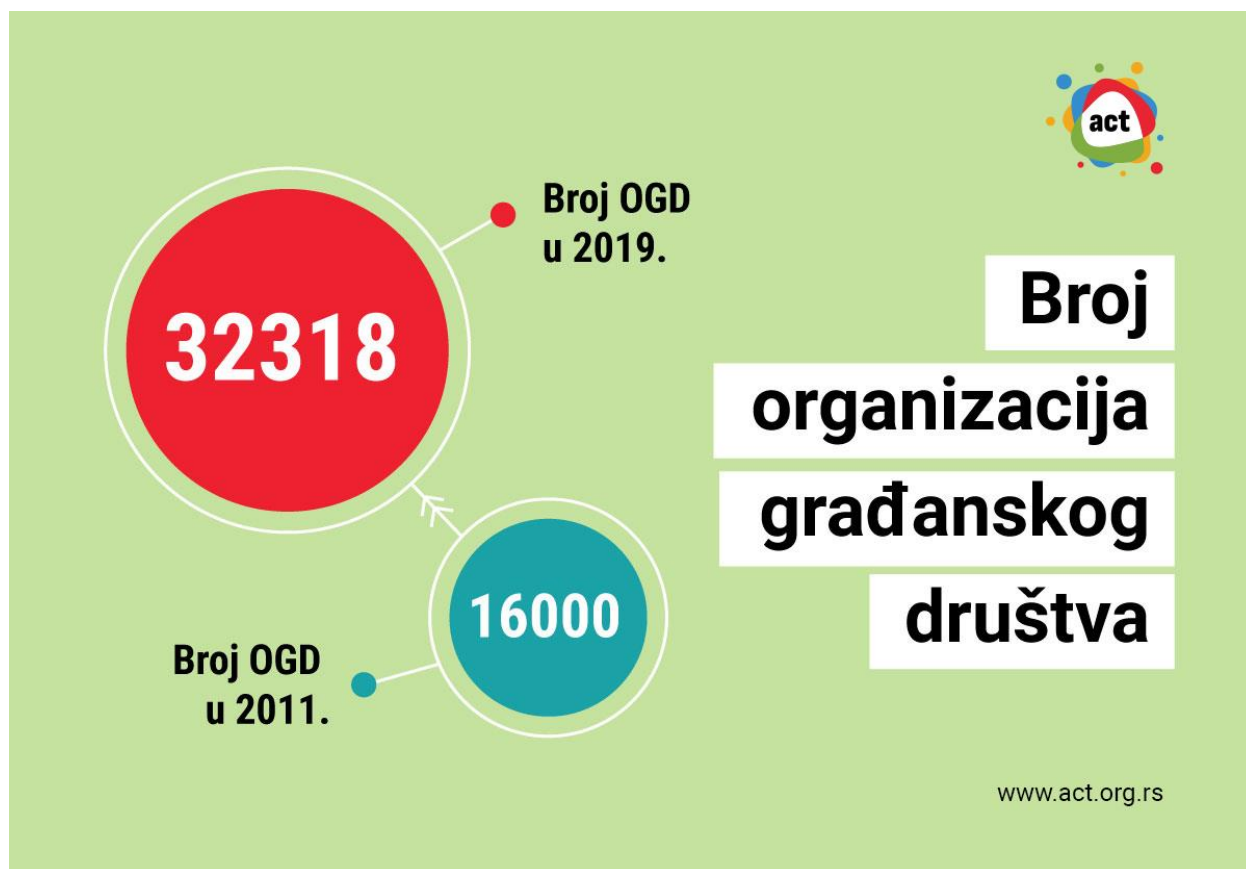 act
Broj OGD
u 2019.
32318
16000
Broj OGD
u 2011.
Broj
organizacija
građanskog
društva
www.act.org.rs